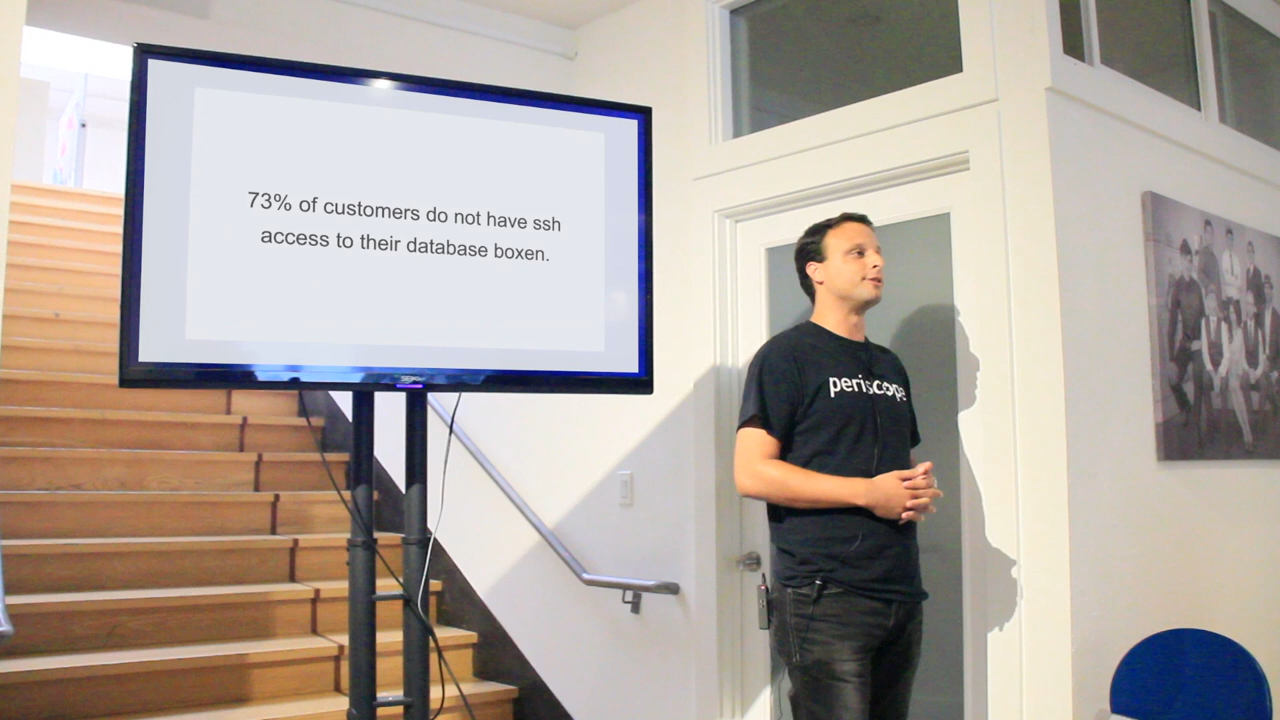 73% of customers do not have ssh
access to their database boxen.
periscope